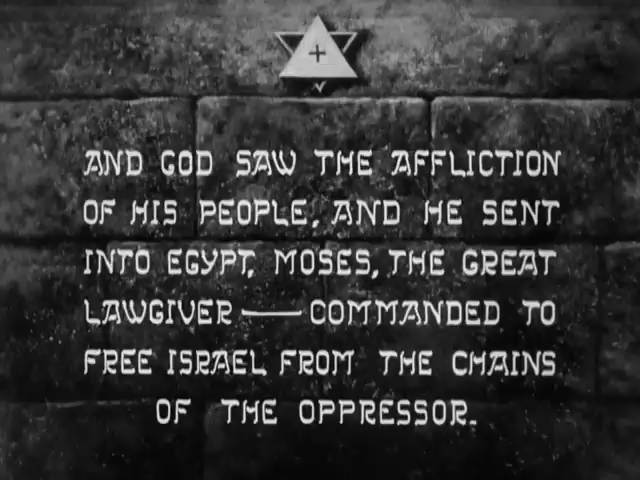 AND GOD SAW THE AFFLICTION
OF HIS PEOPLE, AND HE SENT
INTO EGYPT, MOSES, THE GREAT
LAWGIVER — COMMANDED TO
FREE ISRAEL FROM THE CHAINS
OF THE OPPRESSOR.